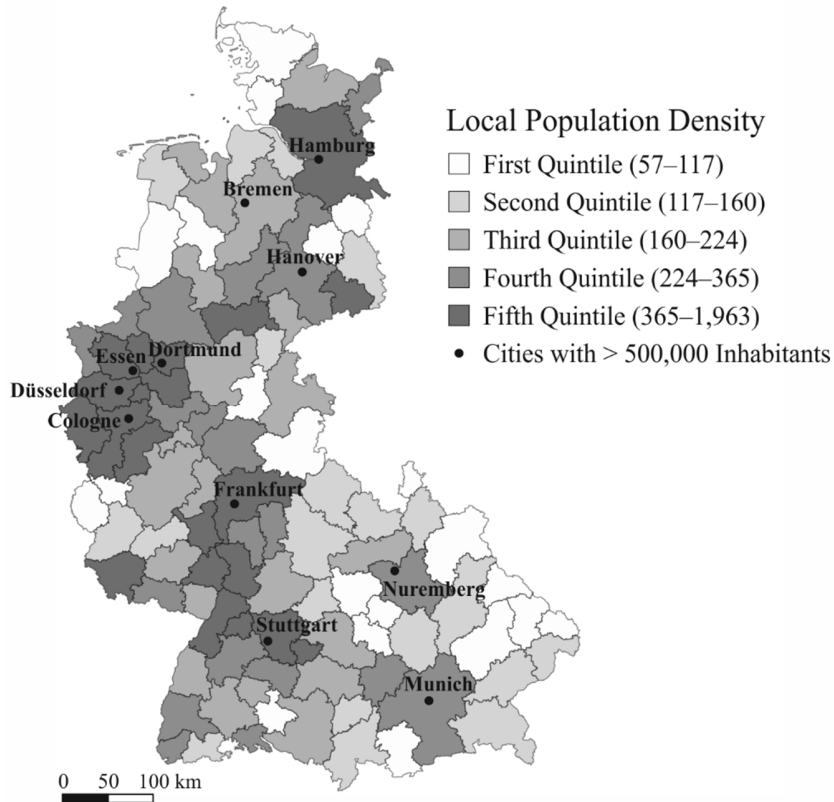 Local Population Density
First Quintile (57–117)
Second Quintile (117–160)
Third Quintile (160–224)
Fourth Quintile (224–365)
Fifth Quintile (365–1,963)
Cities with > 500,000 Inhabitants
Hamburg
Bremen
Hanover
Essen
Dortmund
Düsseldorf
Cologne
Frankfurt
Nuremberg
Stuttgart
Munich
0 50 100 km